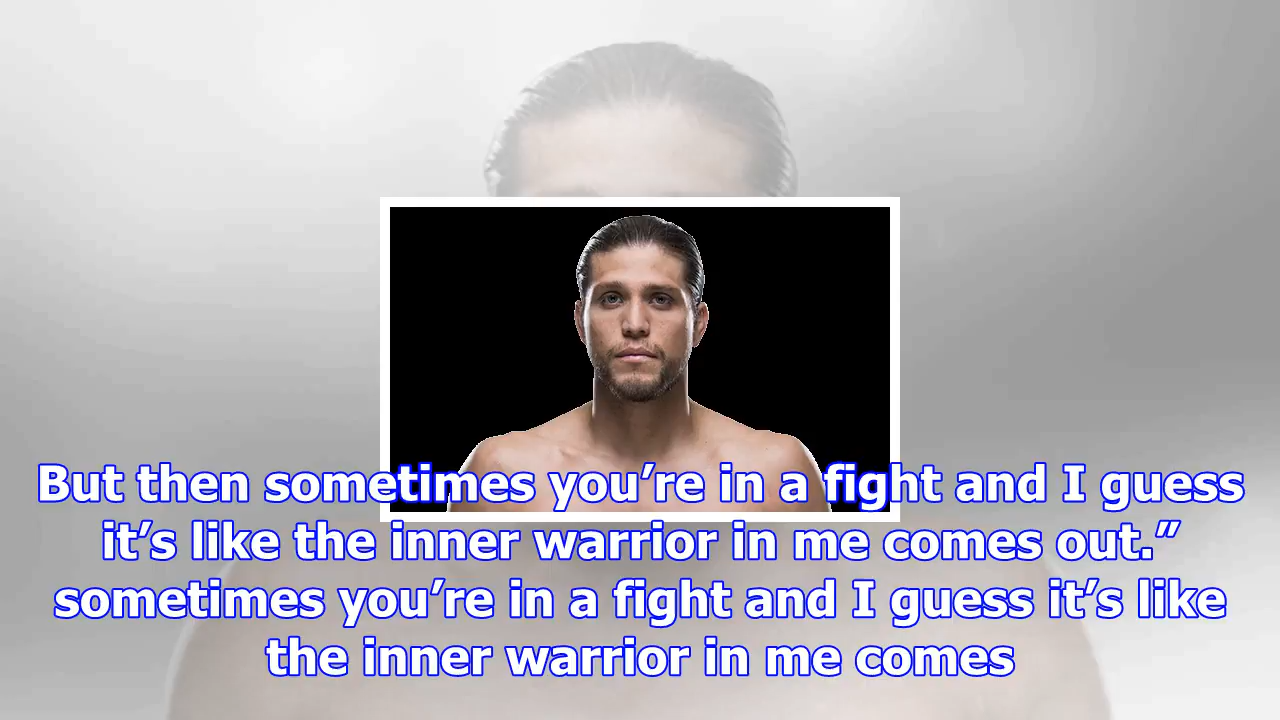 But then sometimes you’re in a fight and I guess
it’s like the inner warrior in me comes out.”
sometimes you’re in a fight and I guess it’s like
the inner warrior in me comes